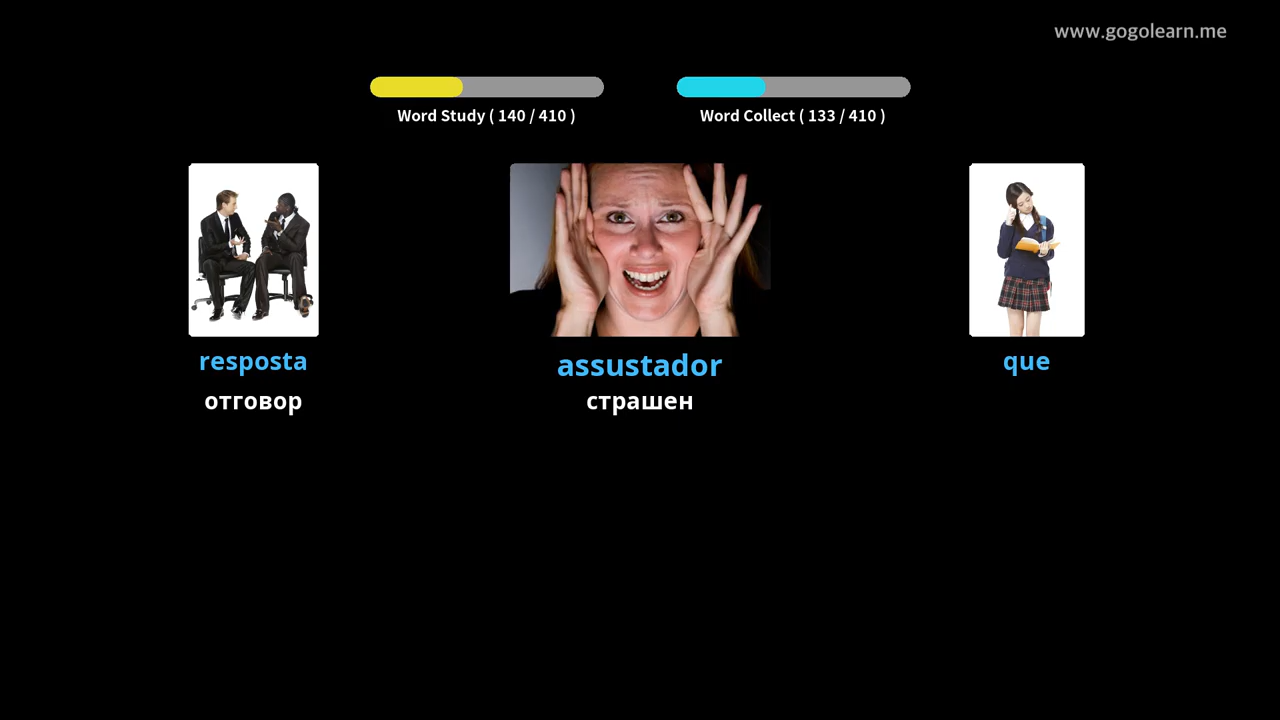 www.gogolearn.me
Word Study ( 140 / 410 )
Word Collect ( 133 / 410 )
resposta
отговор
assustador
страшен
que